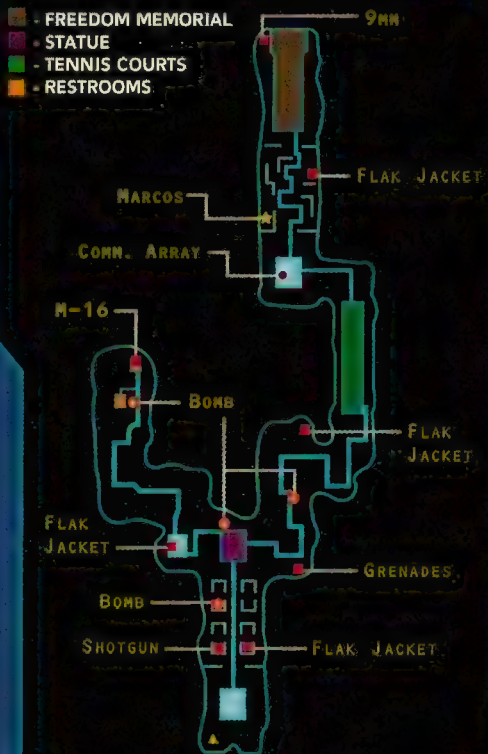 - FREEDOM MEMORIAL
- STATUE
- TENNIS COURTS
- RESTROOMS
9MM
FLAK JACKET
MARCOS
COMM. ARRAY
M-16
BOMB
FLAK
JACKET
FLAK
JACKET
GRENADES
BOMB
SHOTGUN
FLAK JACKET